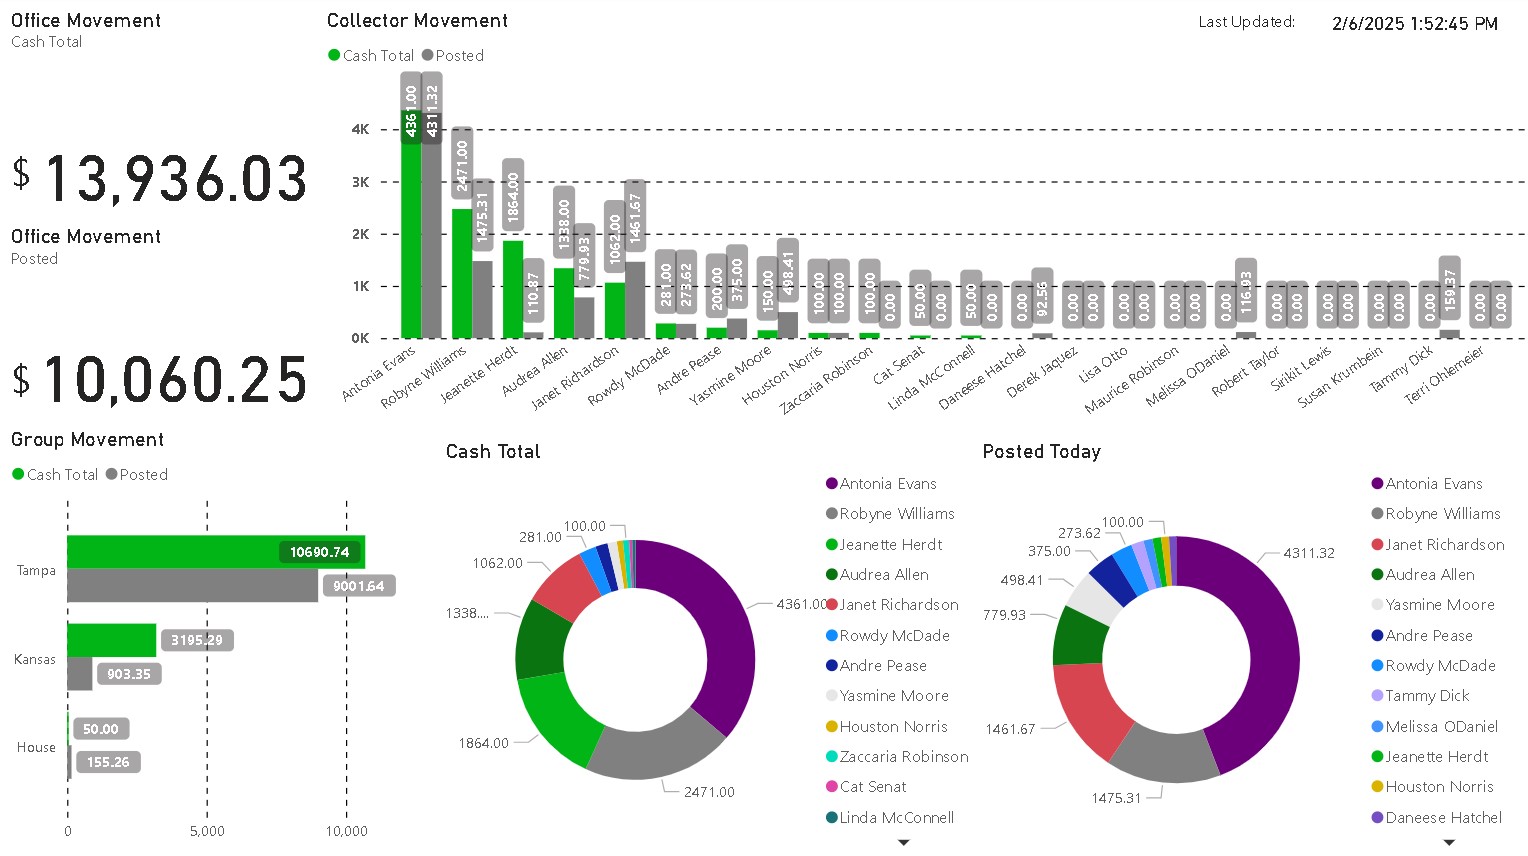 Office Movement
Cash Total
$ 13,936.03
Office Movement
Posted
$ 10,060.25
Collector Movement
Cash Total Posted
Last Updated: 2/6/2025 1:52:45 PM
4K
3K
2K
1K
0K
4361.00 4311.32
2471.00 1475.31
1864.00 110.87
1338.00 779.93
1062.00 1461.67
281.00 273.62
200.00 375.00
150.00 498.41
100.00 100.00
100.00 0.00
50.00 0.00
50.00 0.00
0.00 92.56
0.00 0.00
0.00 0.00
0.00 0.00
0.00 116.93
0.00 0.00
0.00 0.00
0.00 0.00
0.00 159.37
0.00 0.00
Antonia Evans
Robyne Williams
Jeanette Herdt
Audrea Allen
Janet Richardson
Rowdy McDade
Andre Pease
Yasmine Moore
Houston Norris
Zaccaria Robinson
Cat Senat
Linda McConnell
Daneese Hatchel
Derek Jaquez
Lisa Otto
Maurice Robinson
Melissa ODaniel
Robert Taylor
Sirikit Lewis
Susan Krumbein
Tammy Dick
Terri Ohlemeier
Group Movement
Cash Total Posted
Tampa
10690.74
9001.64
Kansas
3195.29
903.35
House
50.00
155.26
0 5,000 10,000
Cash Total
100.00
281.00
1062.00
1338....
1864.00
2471.00
4361.00
Antonia Evans
Robyne Williams
Jeanette Herdt
Audrea Allen
Janet Richardson
Rowdy McDade
Andre Pease
Yasmine Moore
Houston Norris
Zaccaria Robinson
Cat Senat
Linda McConnell
Posted Today
100.00
273.62
375.00
498.41
779.93
1461.67
1475.31
4311.32
Antonia Evans
Robyne Williams
Janet Richardson
Audrea Allen
Yasmine Moore
Andre Pease
Rowdy McDade
Tammy Dick
Melissa ODaniel
Jeanette Herdt
Houston Norris
Daneese Hatchel